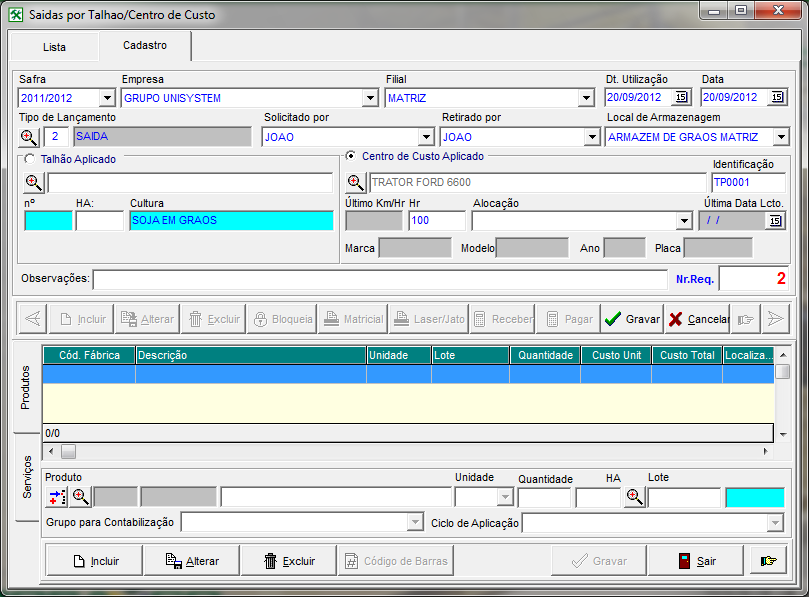 Saidas por Talhao/Centro de Custo
Lista Cadastro
Safra Empresa Filial Dt. Utilização Data
2011/2012 GRUPO UNISYSTEM MATRIZ 20/09/2012 15 20/09/2012 15
Tipo de Lançamento Solicitado por Retirado por Local de Armazenagem
2 SAIDA JOAO JOAO ARMAZEM DE GRAOS MATRIZ
Talhão Aplicado Centro de Custo Aplicado Identificação
TRATOR FORD 6600 TP0001
nº HA: Cultura Último Km/Hr Hr Alocação Última Data Lcto.
SOJA EM GRAOS 100 / / 15
Marca Modelo Ano Placa
Observações: Nr.Req. 2
Incluir Alterar Excluir Bloqueia Matricial Laser/Jato Receber Pagar Gravar Cancelar
Produtos
Serviços
Cód. Fábrica Descrição Unidade Lote Quantidade Custo Unit Custo Total Localiza...
0/0
Produto Unidade Quantidade HA Lote
Grupo para Contabilização Ciclo de Aplicação
Incluir Alterar Excluir Código de Barras Gravar Sair